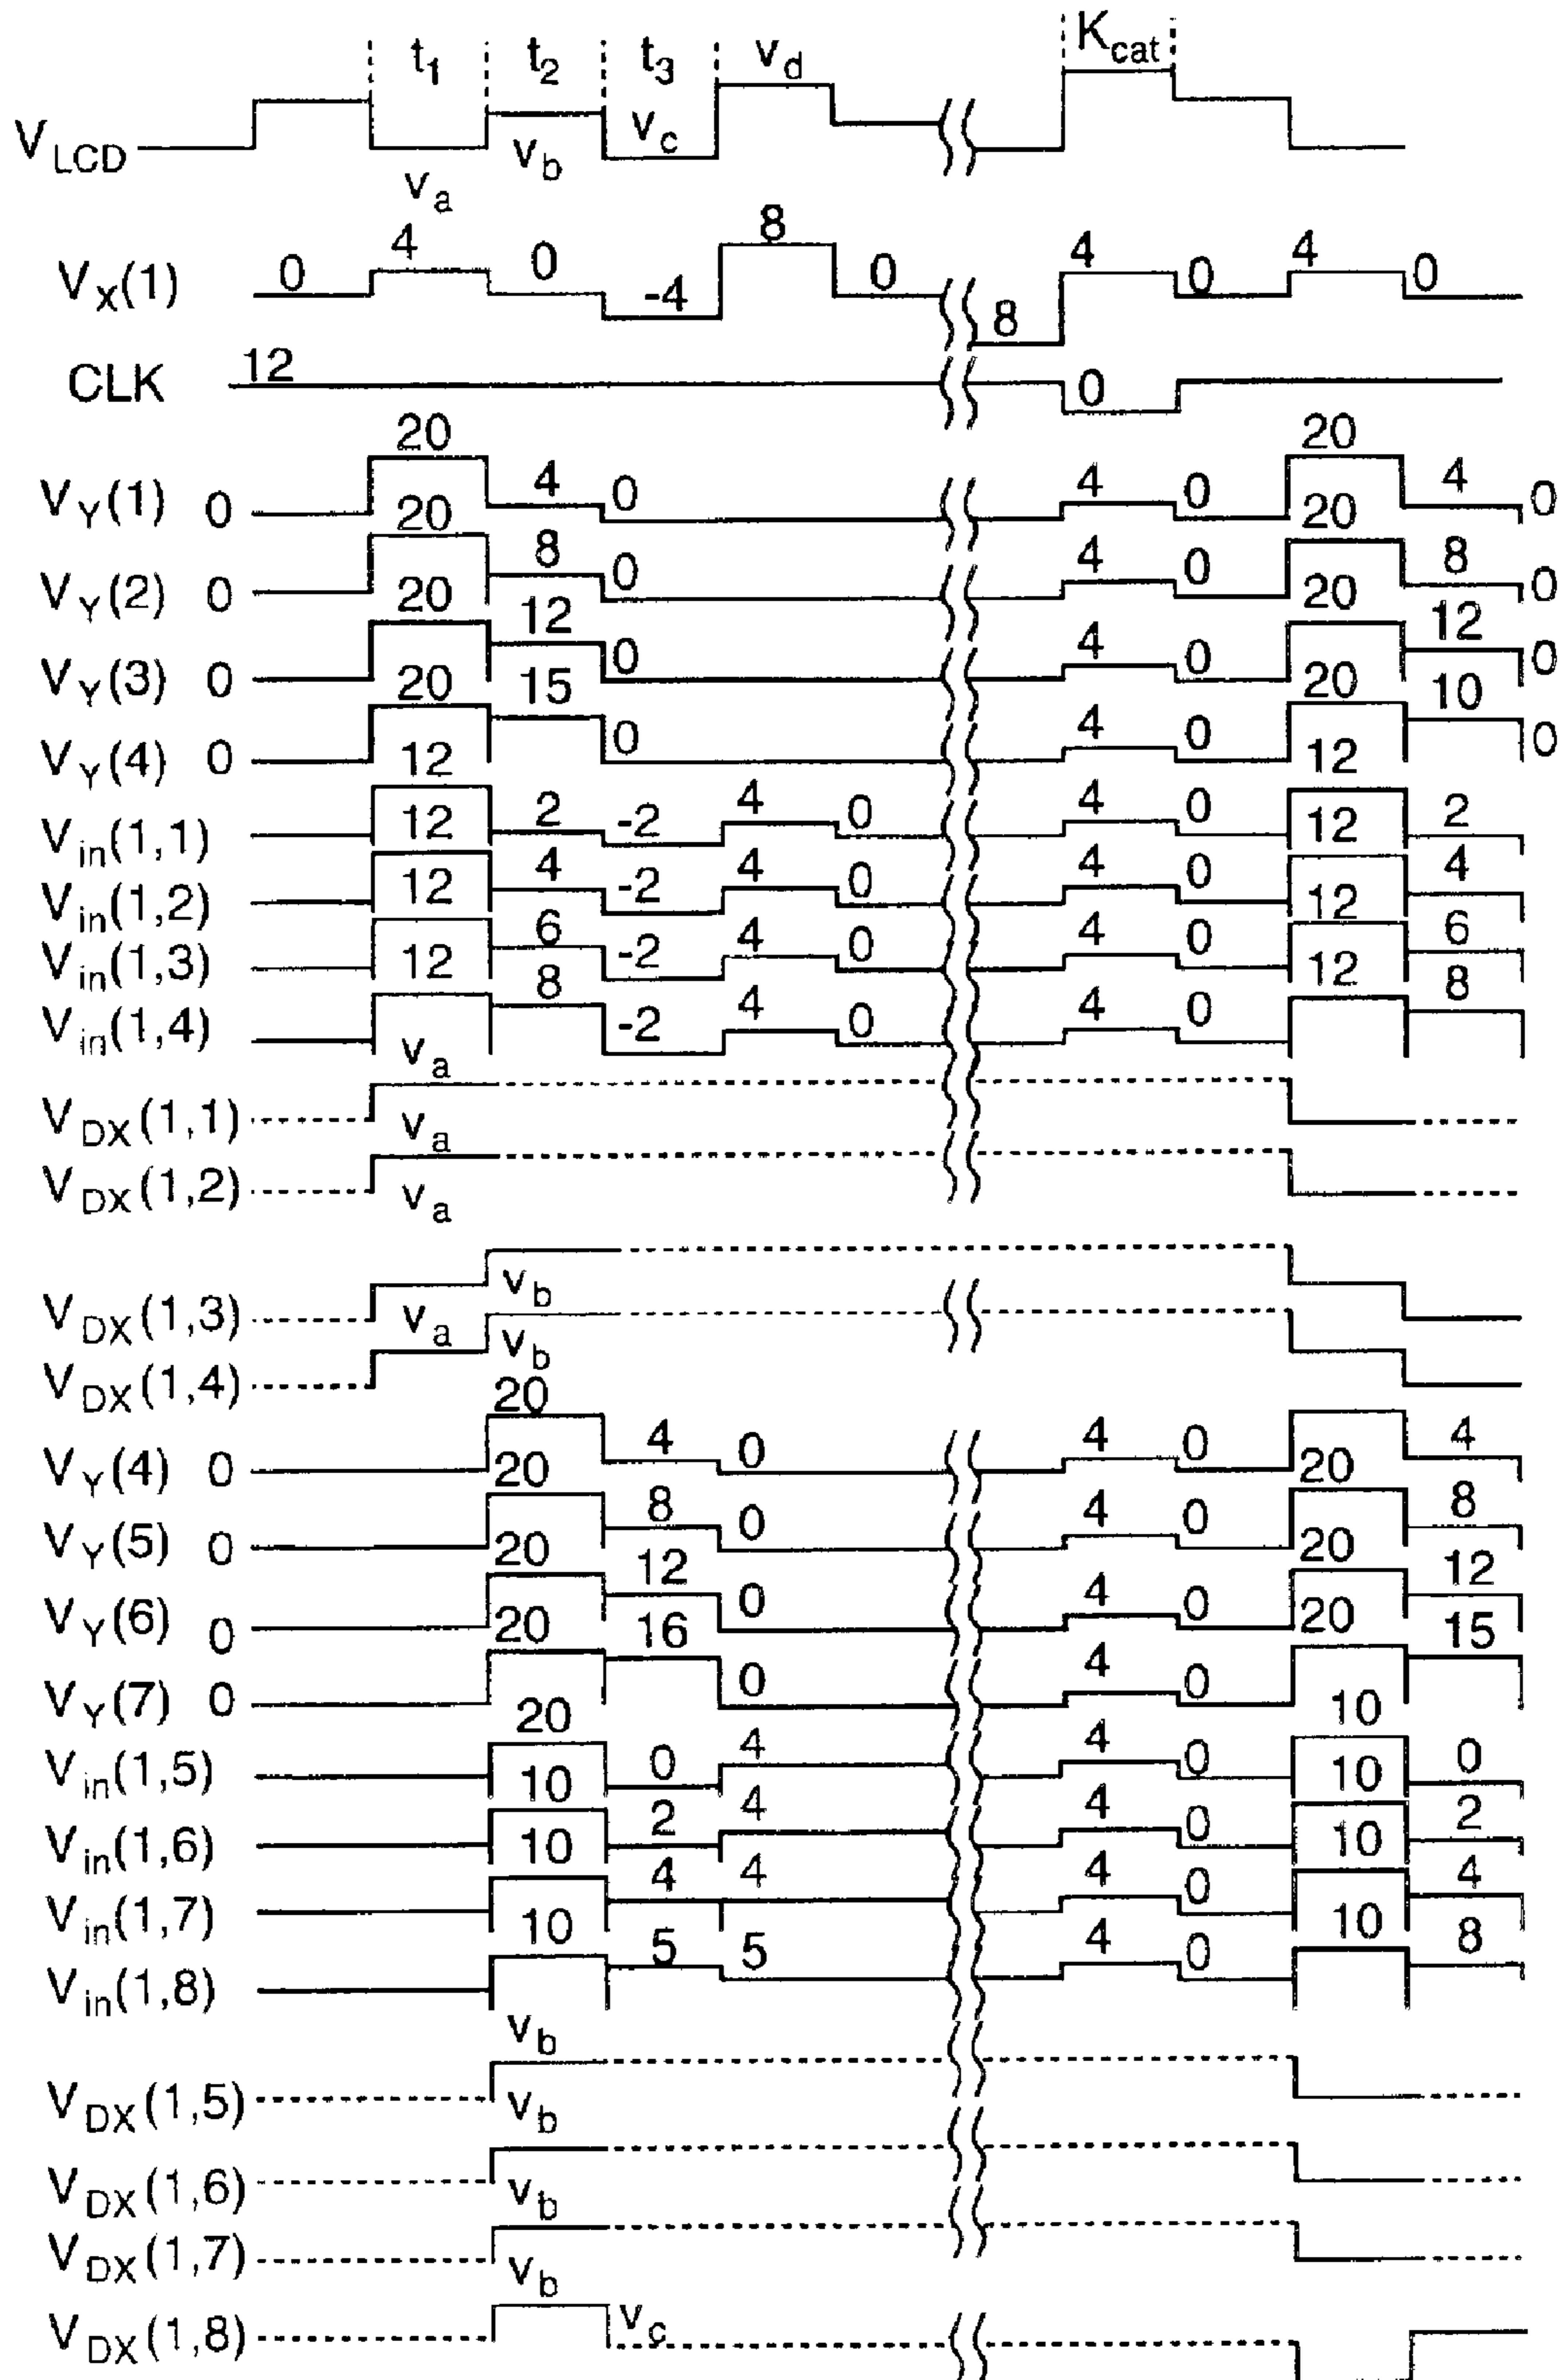 t1 t2 t3 vd Kcat
VLCD va vb vc
VX(1) 0 4 0 -4 8 0 8 4 0 4 0
CLK 12 0
VY(1) 0 20 4 0 4 0 20 4 0
VY(2) 0 20 8 0 4 0 20 8 0
VY(3) 0 20 12 0 4 0 20 12 0
VY(4) 0 20 15 0 4 0 20 10 0
Vin(1,1) 12 2 -2 4 0 4 0 12 2
Vin(1,2) 12 4 -2 4 0 4 0 12 4
Vin(1,3) 12 6 -2 4 0 4 0 12 6
Vin(1,4) 12 8 -2 4 0 4 0 12 8
VDX(1,1) va
VDX(1,2) va
VDX(1,3) va vb
VDX(1,4) va vb
VY(4) 0 20 4 0 4 0 4
VY(5) 0 20 8 0 4 0 20 8
VY(6) 0 20 12 0 4 0 20 12
VY(7) 0 20 16 0 4 0 20 15
Vin(1,5) 20 0 4 4 0 10 0
Vin(1,6) 10 2 4 4 0 10 2
Vin(1,7) 10 4 4 4 0 10 4
Vin(1,8) 10 5 5 4 0 10 8
VDX(1,5) vb
VDX(1,6) vb
VDX(1,7) vb
VDX(1,8) vb vc